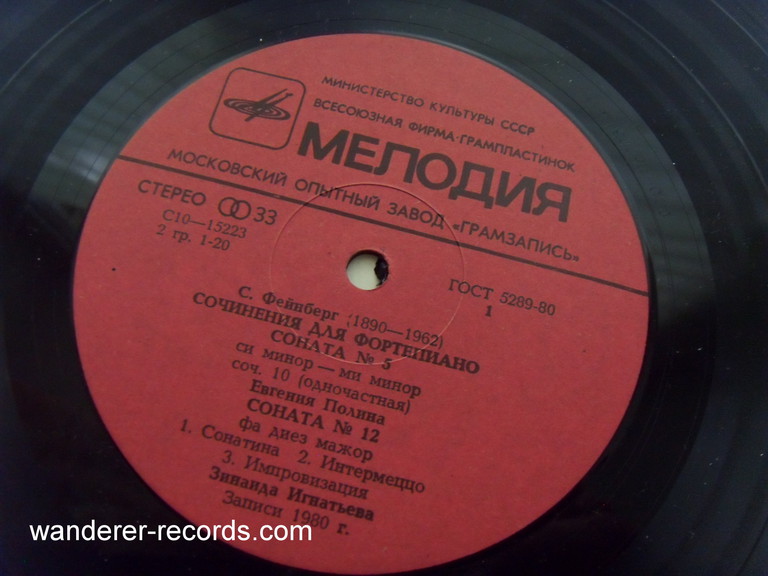 МИНИСТЕРСТВО КУЛЬТУРЫ СССР
ВСЕСОЮЗНАЯ ФИРМА·ГРАМПЛАСТИНОК
МЕЛОДИЯ
МОСКОВСКИЙ ОПЫТНЫЙ ЗАВОД «ГРАМЗАПИСЬ»
СТЕРЕО 33
С10—15223
2 гр. 1-20
ГОСТ 5289-80
1
С. Фейнберг (1890—1962)
СОЧИНЕНИЯ ДЛЯ ФОРТЕПИАНО
СОНАТА № 5
си минор — ми минор
соч. 10 (одночастная)
Евгения Полина
СОНАТА № 12
фа диез мажор
1. Сонатина 2. Интермеццо
3. Импровизация
Зинаида Игнатьева
Записи 1980 г.
wanderer-records.com